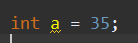 int a = 35;